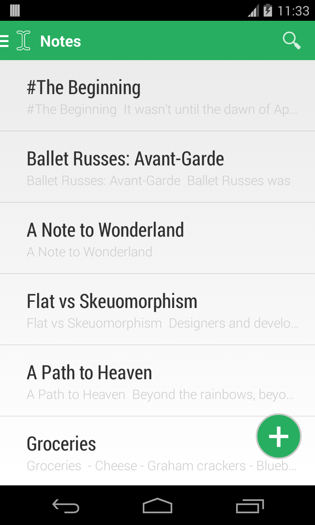 11:33
Notes
#The Beginning
#The Beginning It wasn't until the dawn of Ap...
Ballet Russes: Avant-Garde
Ballet Russes: Avant-Garde Ballet Russes was
A Note to Wonderland
A Note to Wonderland
Flat vs Skeuomorphism
Flat vs Skeuomorphism Designers and develo...
A Path to Heaven
A Path to Heaven Beyond the rainbows, beyo...
Groceries
Groceries - Cheese - Graham crackers - Blueb...